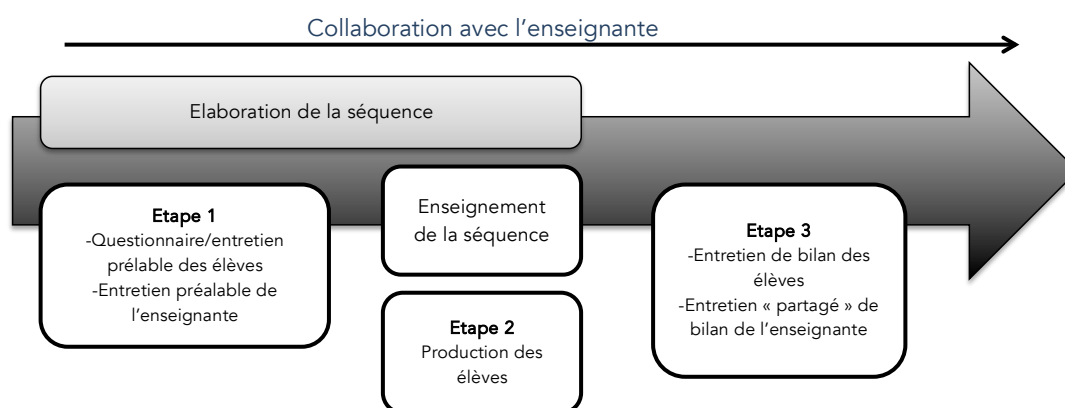 Collaboration avec l’enseignante
Elaboration de la séquence
Etape 1
-Questionnaire/entretien
prélable des élèves
-Entretien préalable de
l’enseignante
Enseignement
de la séquence
Etape 2
Production des
élèves
Etape 3
-Entretien de bilan des
élèves
-Entretien « partagé » de
bilan de l’enseignante